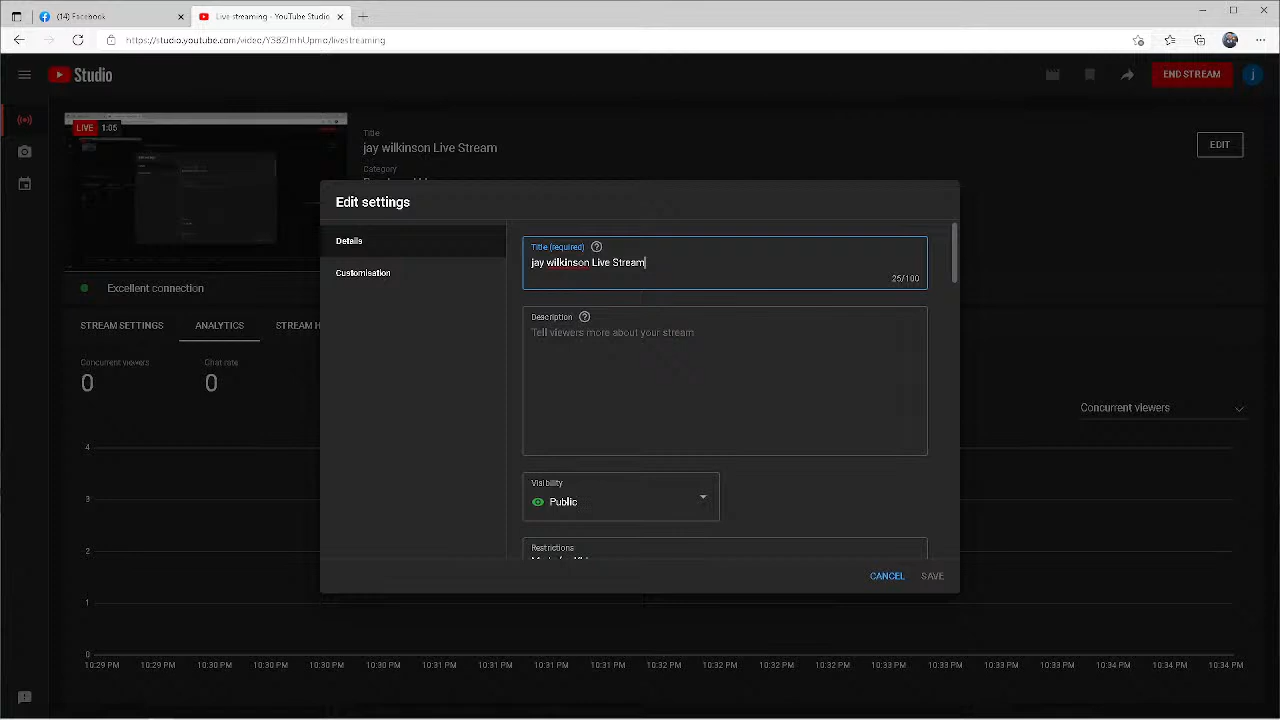 (14) Facebook
Live streaming - YouTube Studio
Studio
END STREAM
j
LIVE 1:05
Title
jay wilkinson Live Stream
Category
EDIT
Excellent connection
STREAM SETTINGS
ANALYTICS
Concurrent viewers
0
Chat rate
0
Concurrent viewers
Edit settings
Details
Customisation
Title (required)
jay wilkinson Live Stream
25/100
Description
Tell viewers more about your stream
Visibility
Public
Restrictions
CANCEL
SAVE
4
3
2
1
0
10:29 PM 10:29 PM 10:30 PM 10:30 PM 10:30 PM 10:30 PM 10:31 PM 10:31 PM 10:31 PM 10:31 PM 10:32 PM 10:32 PM 10:32 PM 10:33 PM 10:33 PM 10:33 PM 10:33 PM 10:34 PM 10:34 PM 10:34 PM